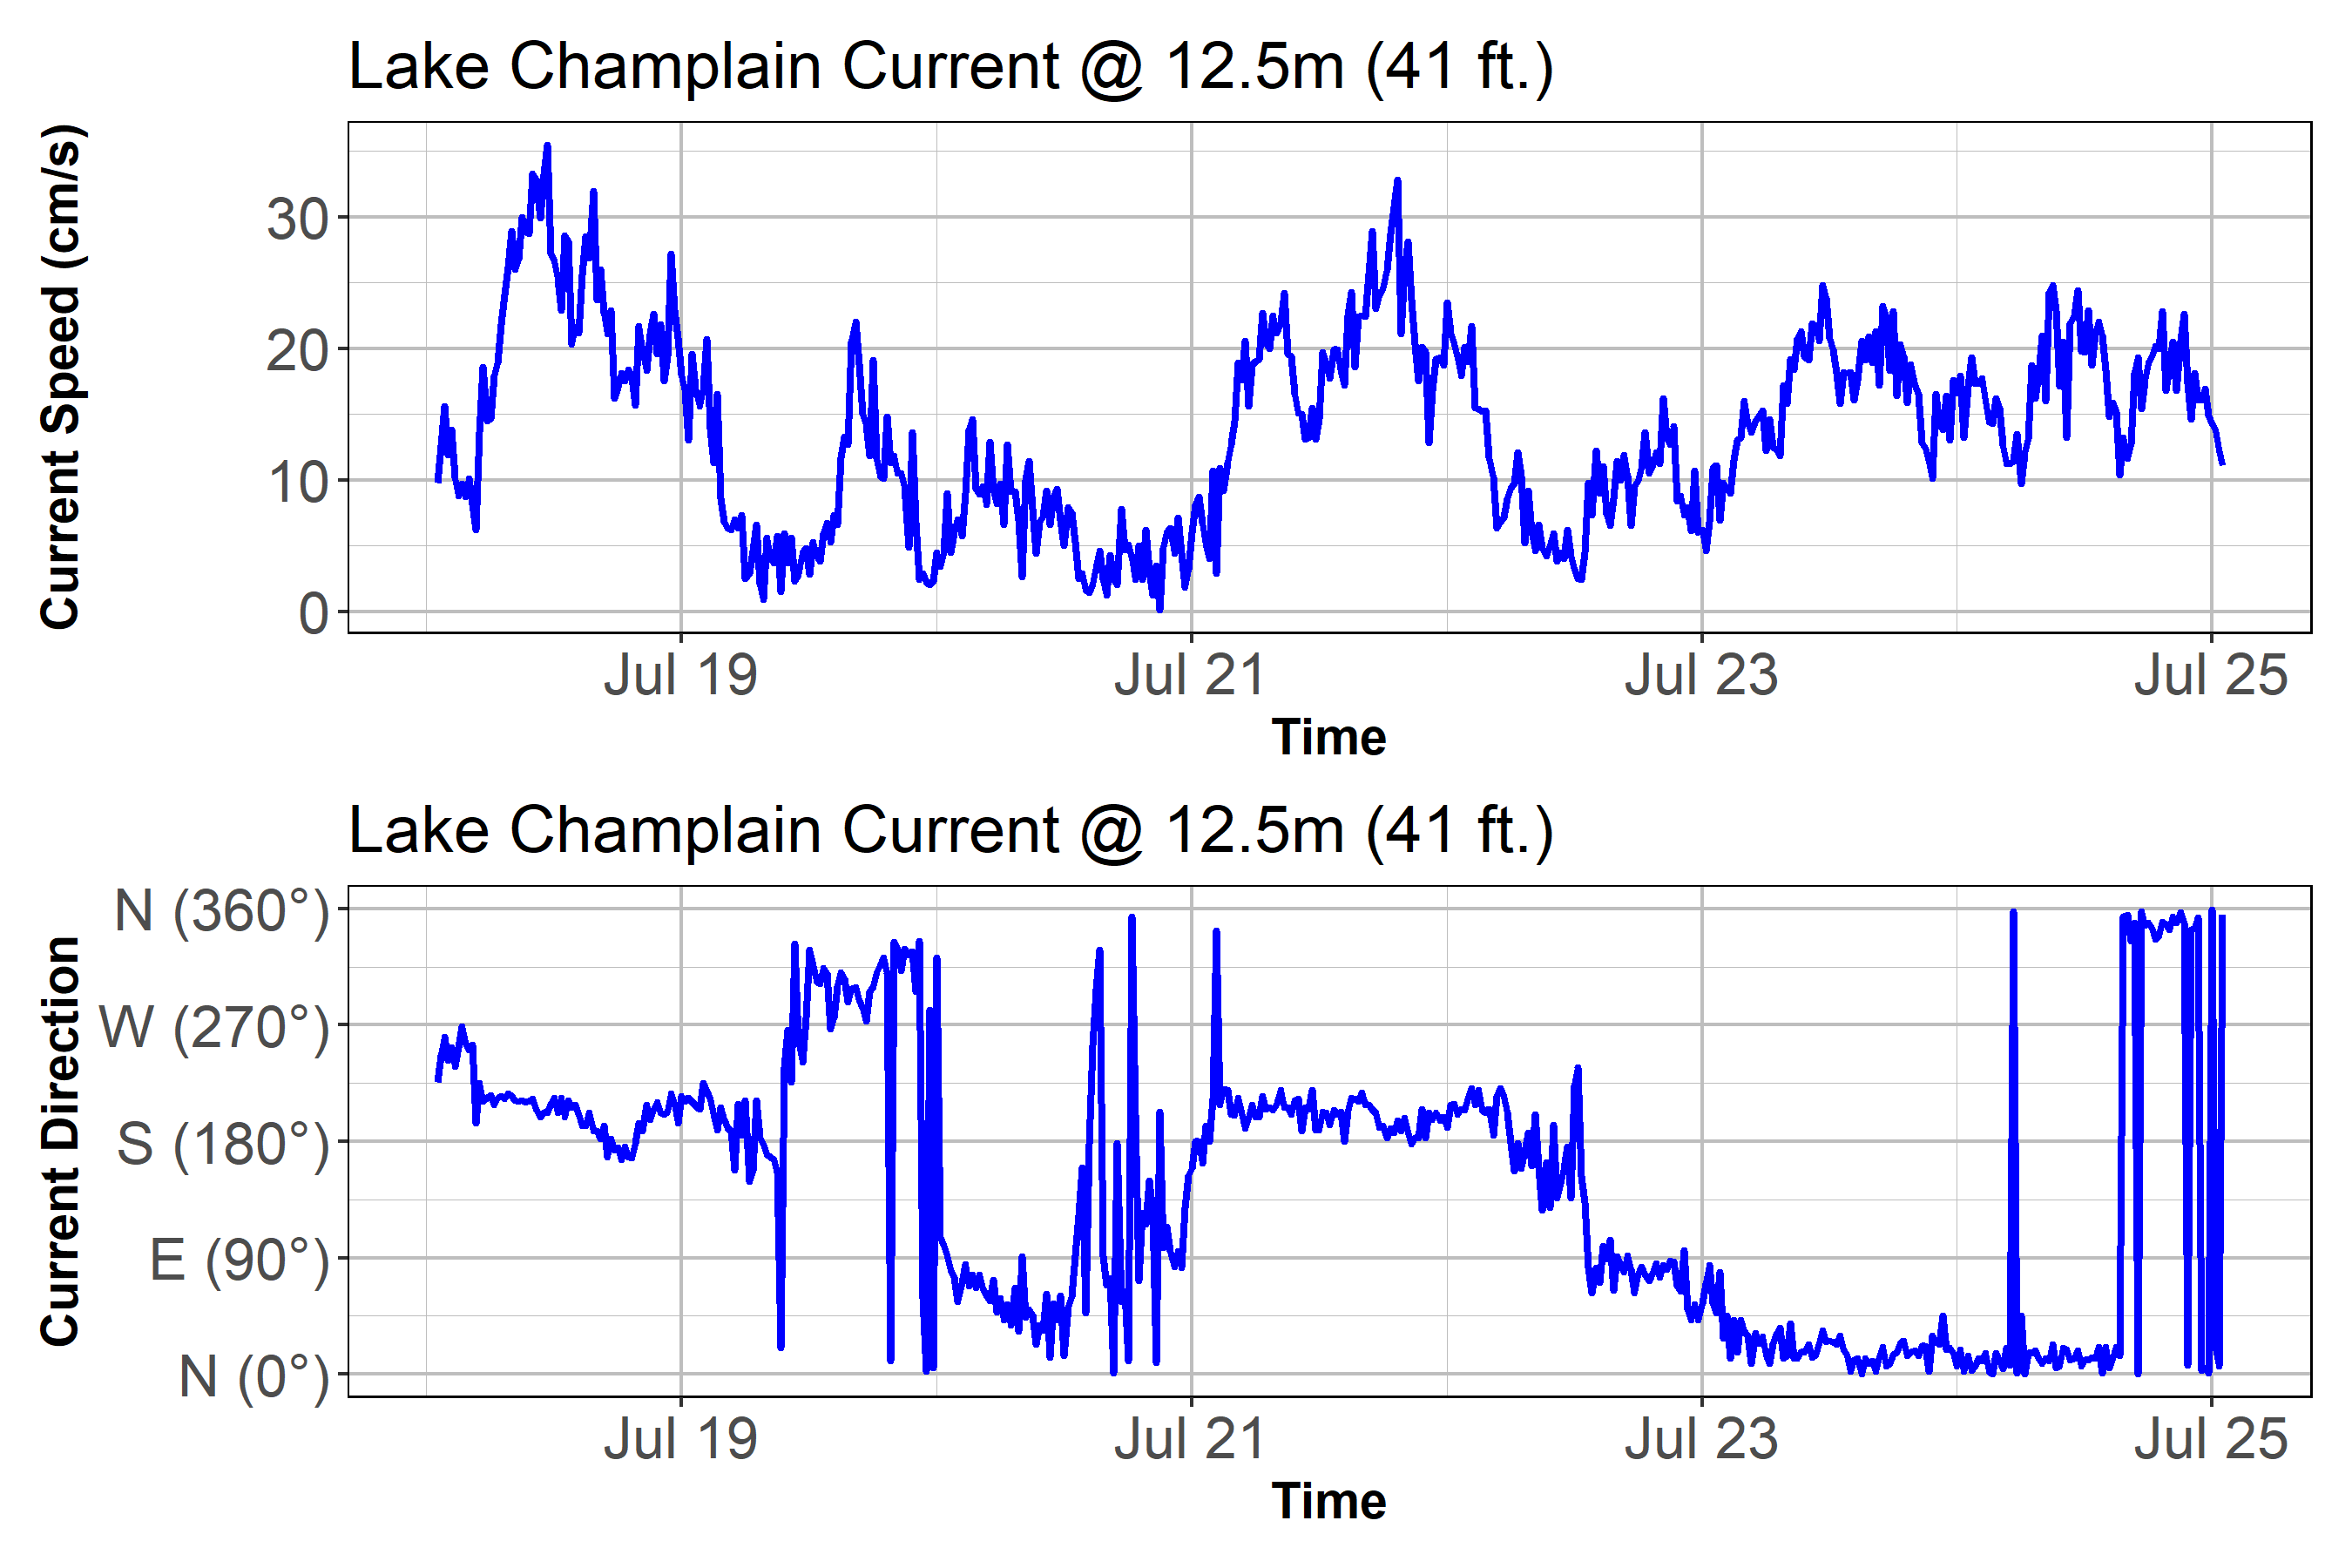 Lake Champlain Current @ 12.5m (41 ft.)
Current Speed (cm/s)
30
20
10
0
Jul 19 Jul 21 Jul 23 Jul 25
Time
Lake Champlain Current @ 12.5m (41 ft.)
Current Direction
N (360°)
W (270°)
S (180°)
E (90°)
N (0°)
Jul 19 Jul 21 Jul 23 Jul 25
Time